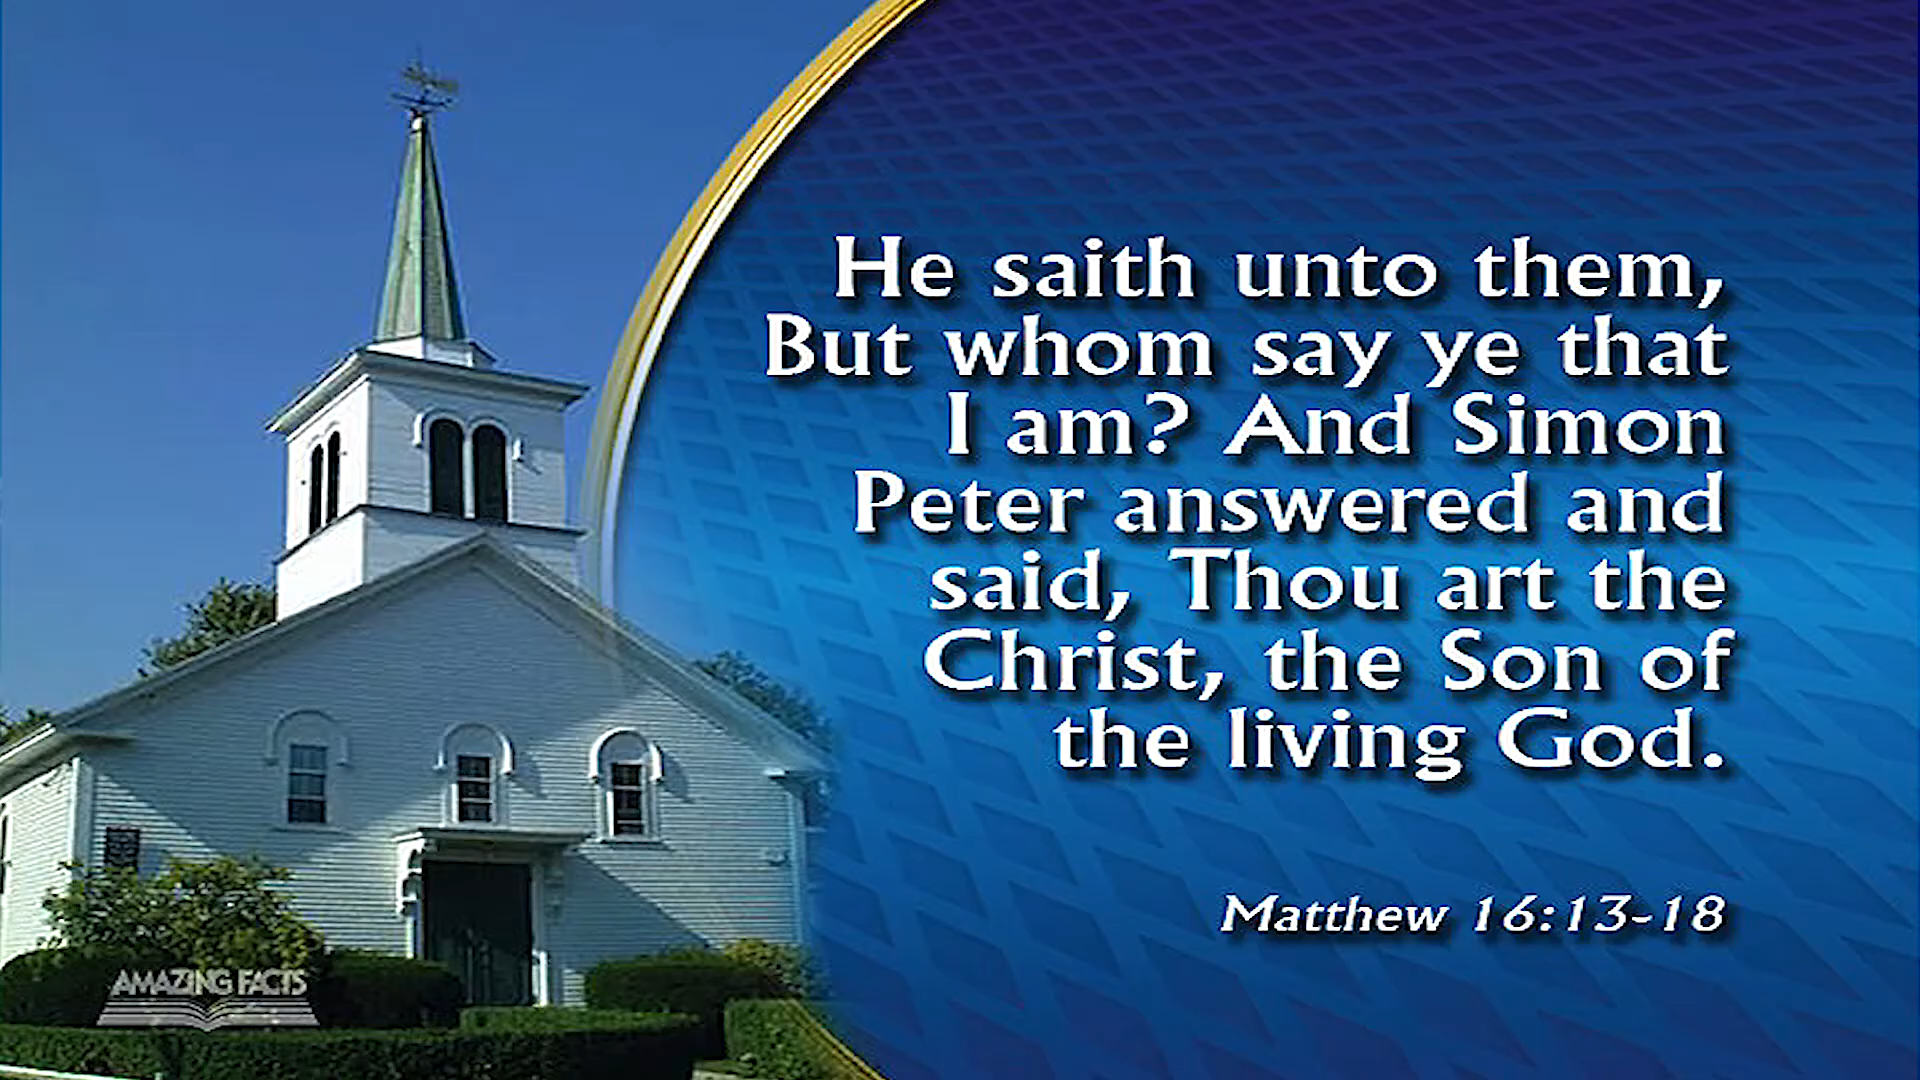 He saith unto them,
But whom say ye that
I am? And Simon
Peter answered and
said, Thou art the
Christ, the Son of
the living God.
Matthew 16:13-18
AMAZING FACTS